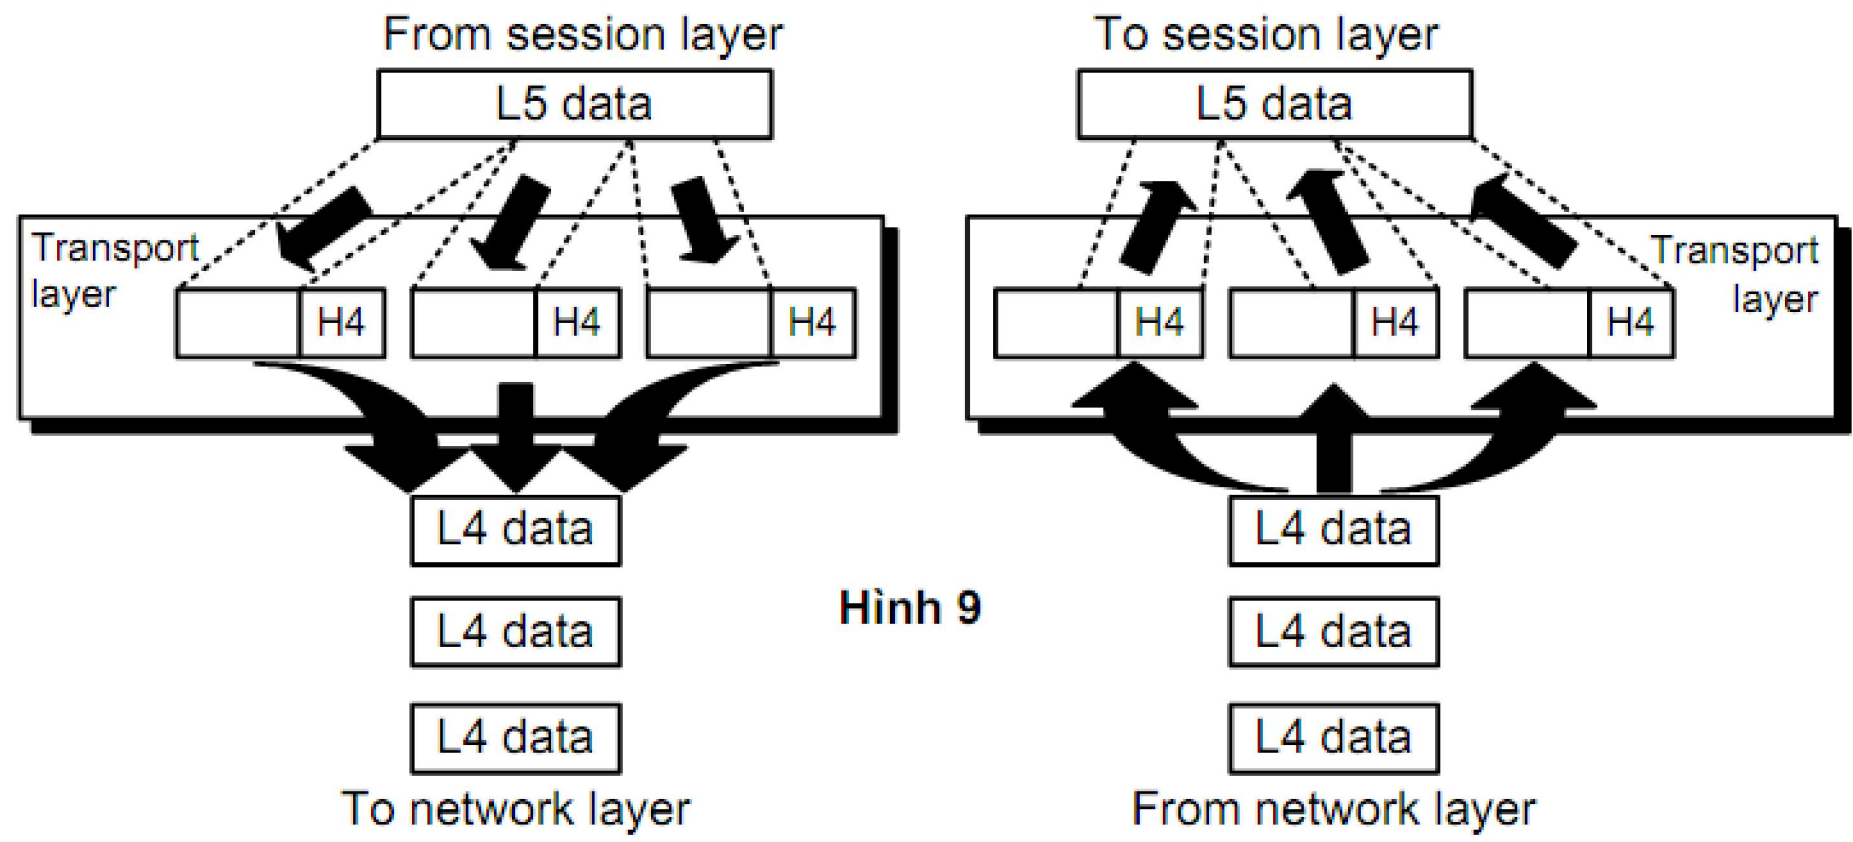 From session layer
To session layer
L5 data
L5 data
Transport
layer
Transport
layer
H4
H4
H4
H4
H4
H4
L4 data
L4 data
Hình 9
L4 data
L4 data
L4 data
L4 data
To network layer
From network layer